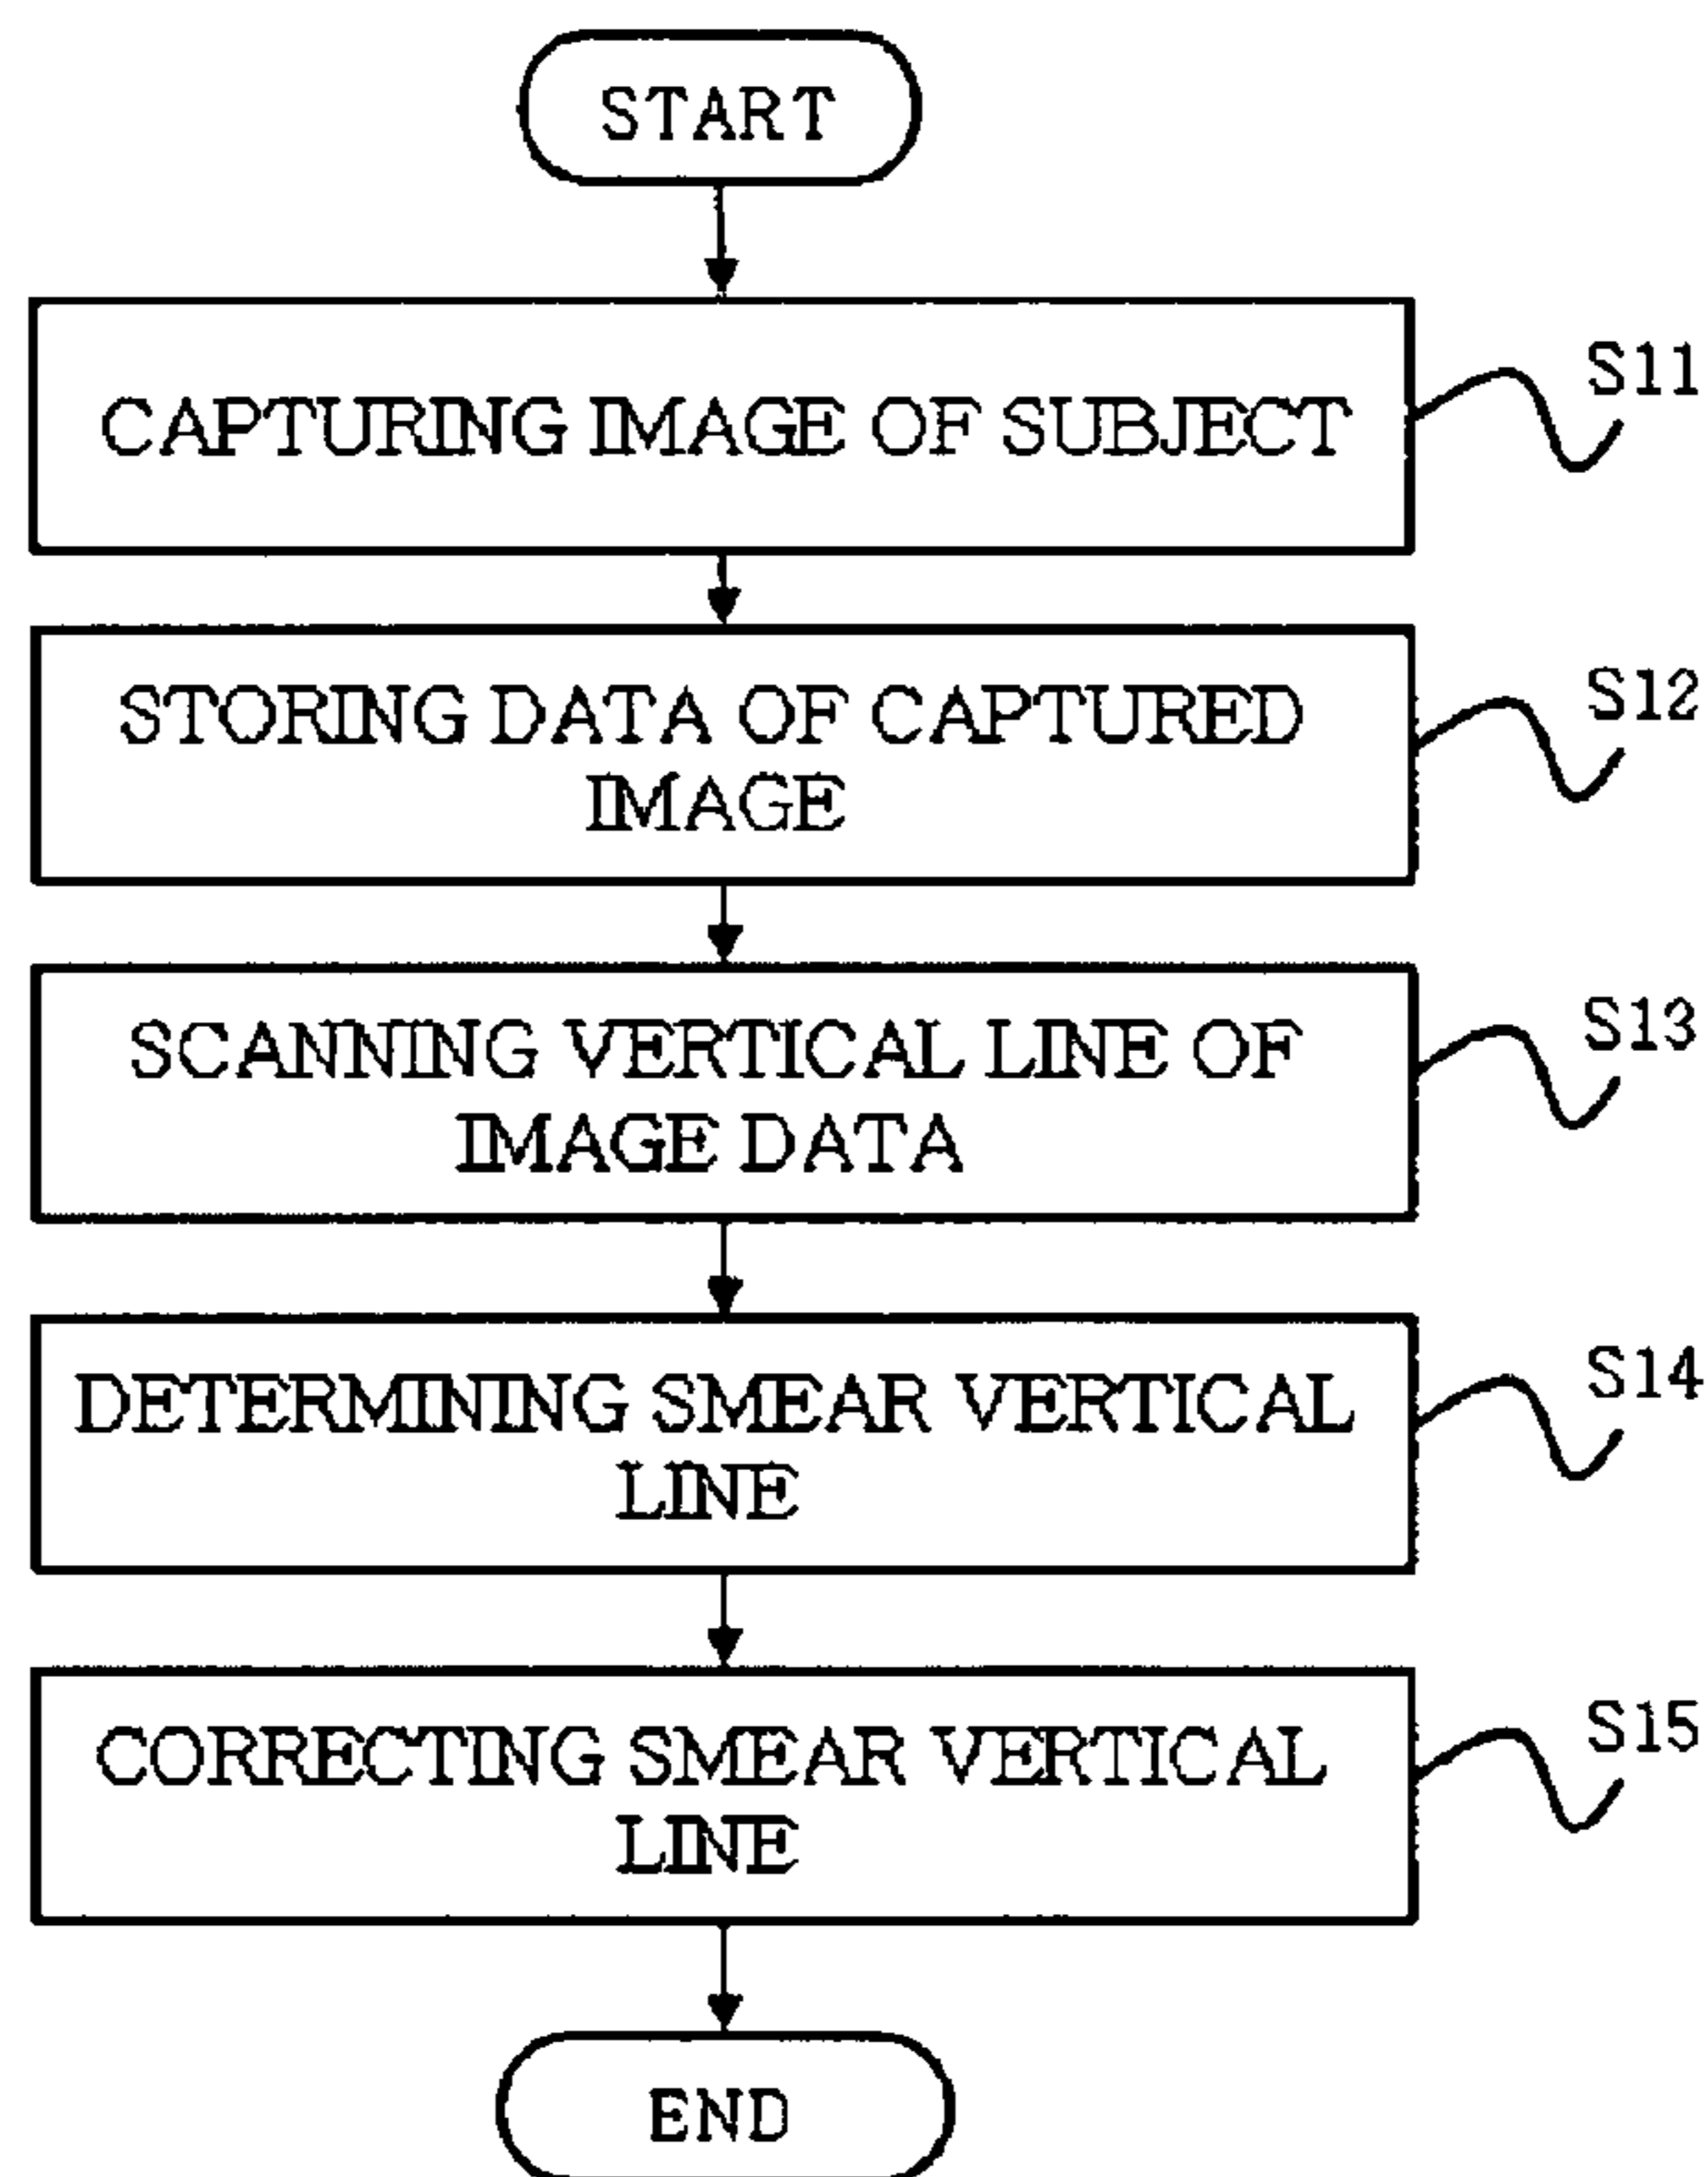 START
CAPTURING IMAGE OF SUBJECT
S11
STORING DATA OF CAPTURED
IMAGE
S12
SCANNING VERTICAL LINE OF
IMAGE DATA
S13
DETERMINING SMEAR VERTICAL
LINE
S14
CORRECTING SMEAR VERTICAL
LINE
S15
END